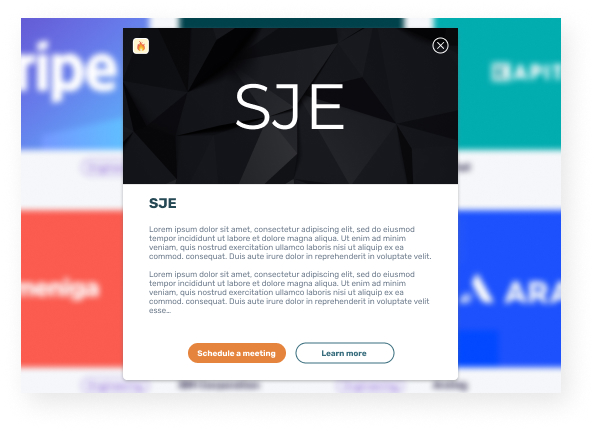 ripe
APIT
SJE
SJE
Lorem ipsum dolor sit amet, consectetur adipiscing elit, sed do eiusmod
tempor incididunt ut labore et dolore magna aliqua. Ut enim ad minim
veniam, quis nostrud exercitation ullamco laboris nisi ut aliquip ex ea
commod. consequat. Duis aute irure dolor in reprehenderit in voluptate velit.
Lorem ipsum dolor sit amet, consectetur adipiscing elit, sed do eiusmod
tempor incididunt ut labore et dolore magna aliqua. Ut enim ad minim
veniam, quis nostrud exercitation ullamco laboris nisi ut aliquip ex ea
commod. consequat. Duis aute irure dolor in reprehenderit in voluptate velit
esse...
meniga
ARA
Schedule a meeting
Learn more